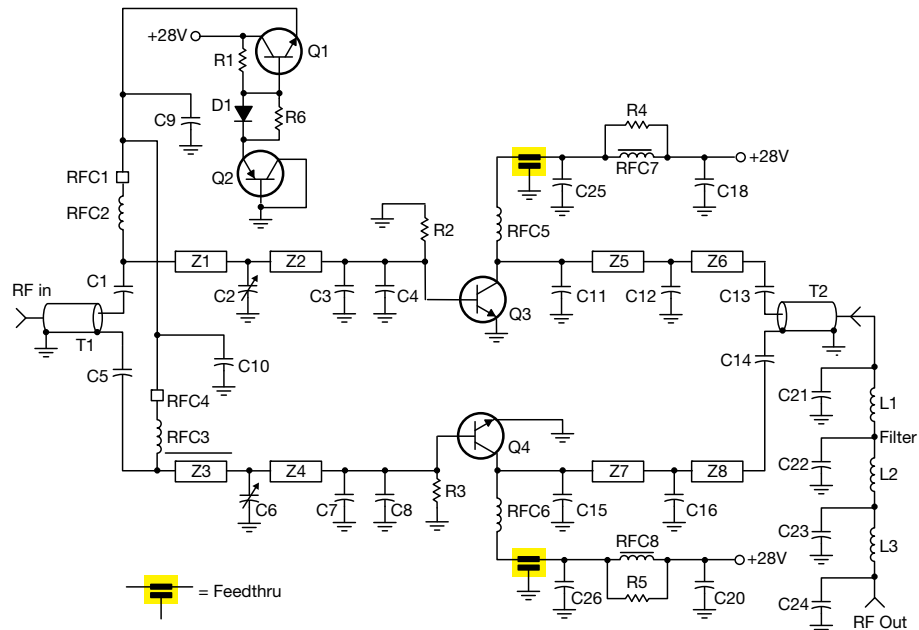 +28V
Q1
R1
D1
R6
C9
Q2
RFC1
RFC2
R4
+28V
RFC7
C25
C18
R2
RFC5
Z1
Z2
Z5
Z6
C1
C2
C3
C4
Q3
C11
C12
C13
T2
RF in
T1
C5
C10
C14
RFC4
RFC3
C21
L1
Filter
Q4
Z3
Z4
Z7
Z8
C22
L2
C6
C7
C8
R3
RFC6
C15
C16
C23
L3
RFC8
+28V
R5
C26
C20
C24
= Feedthru
RF Out